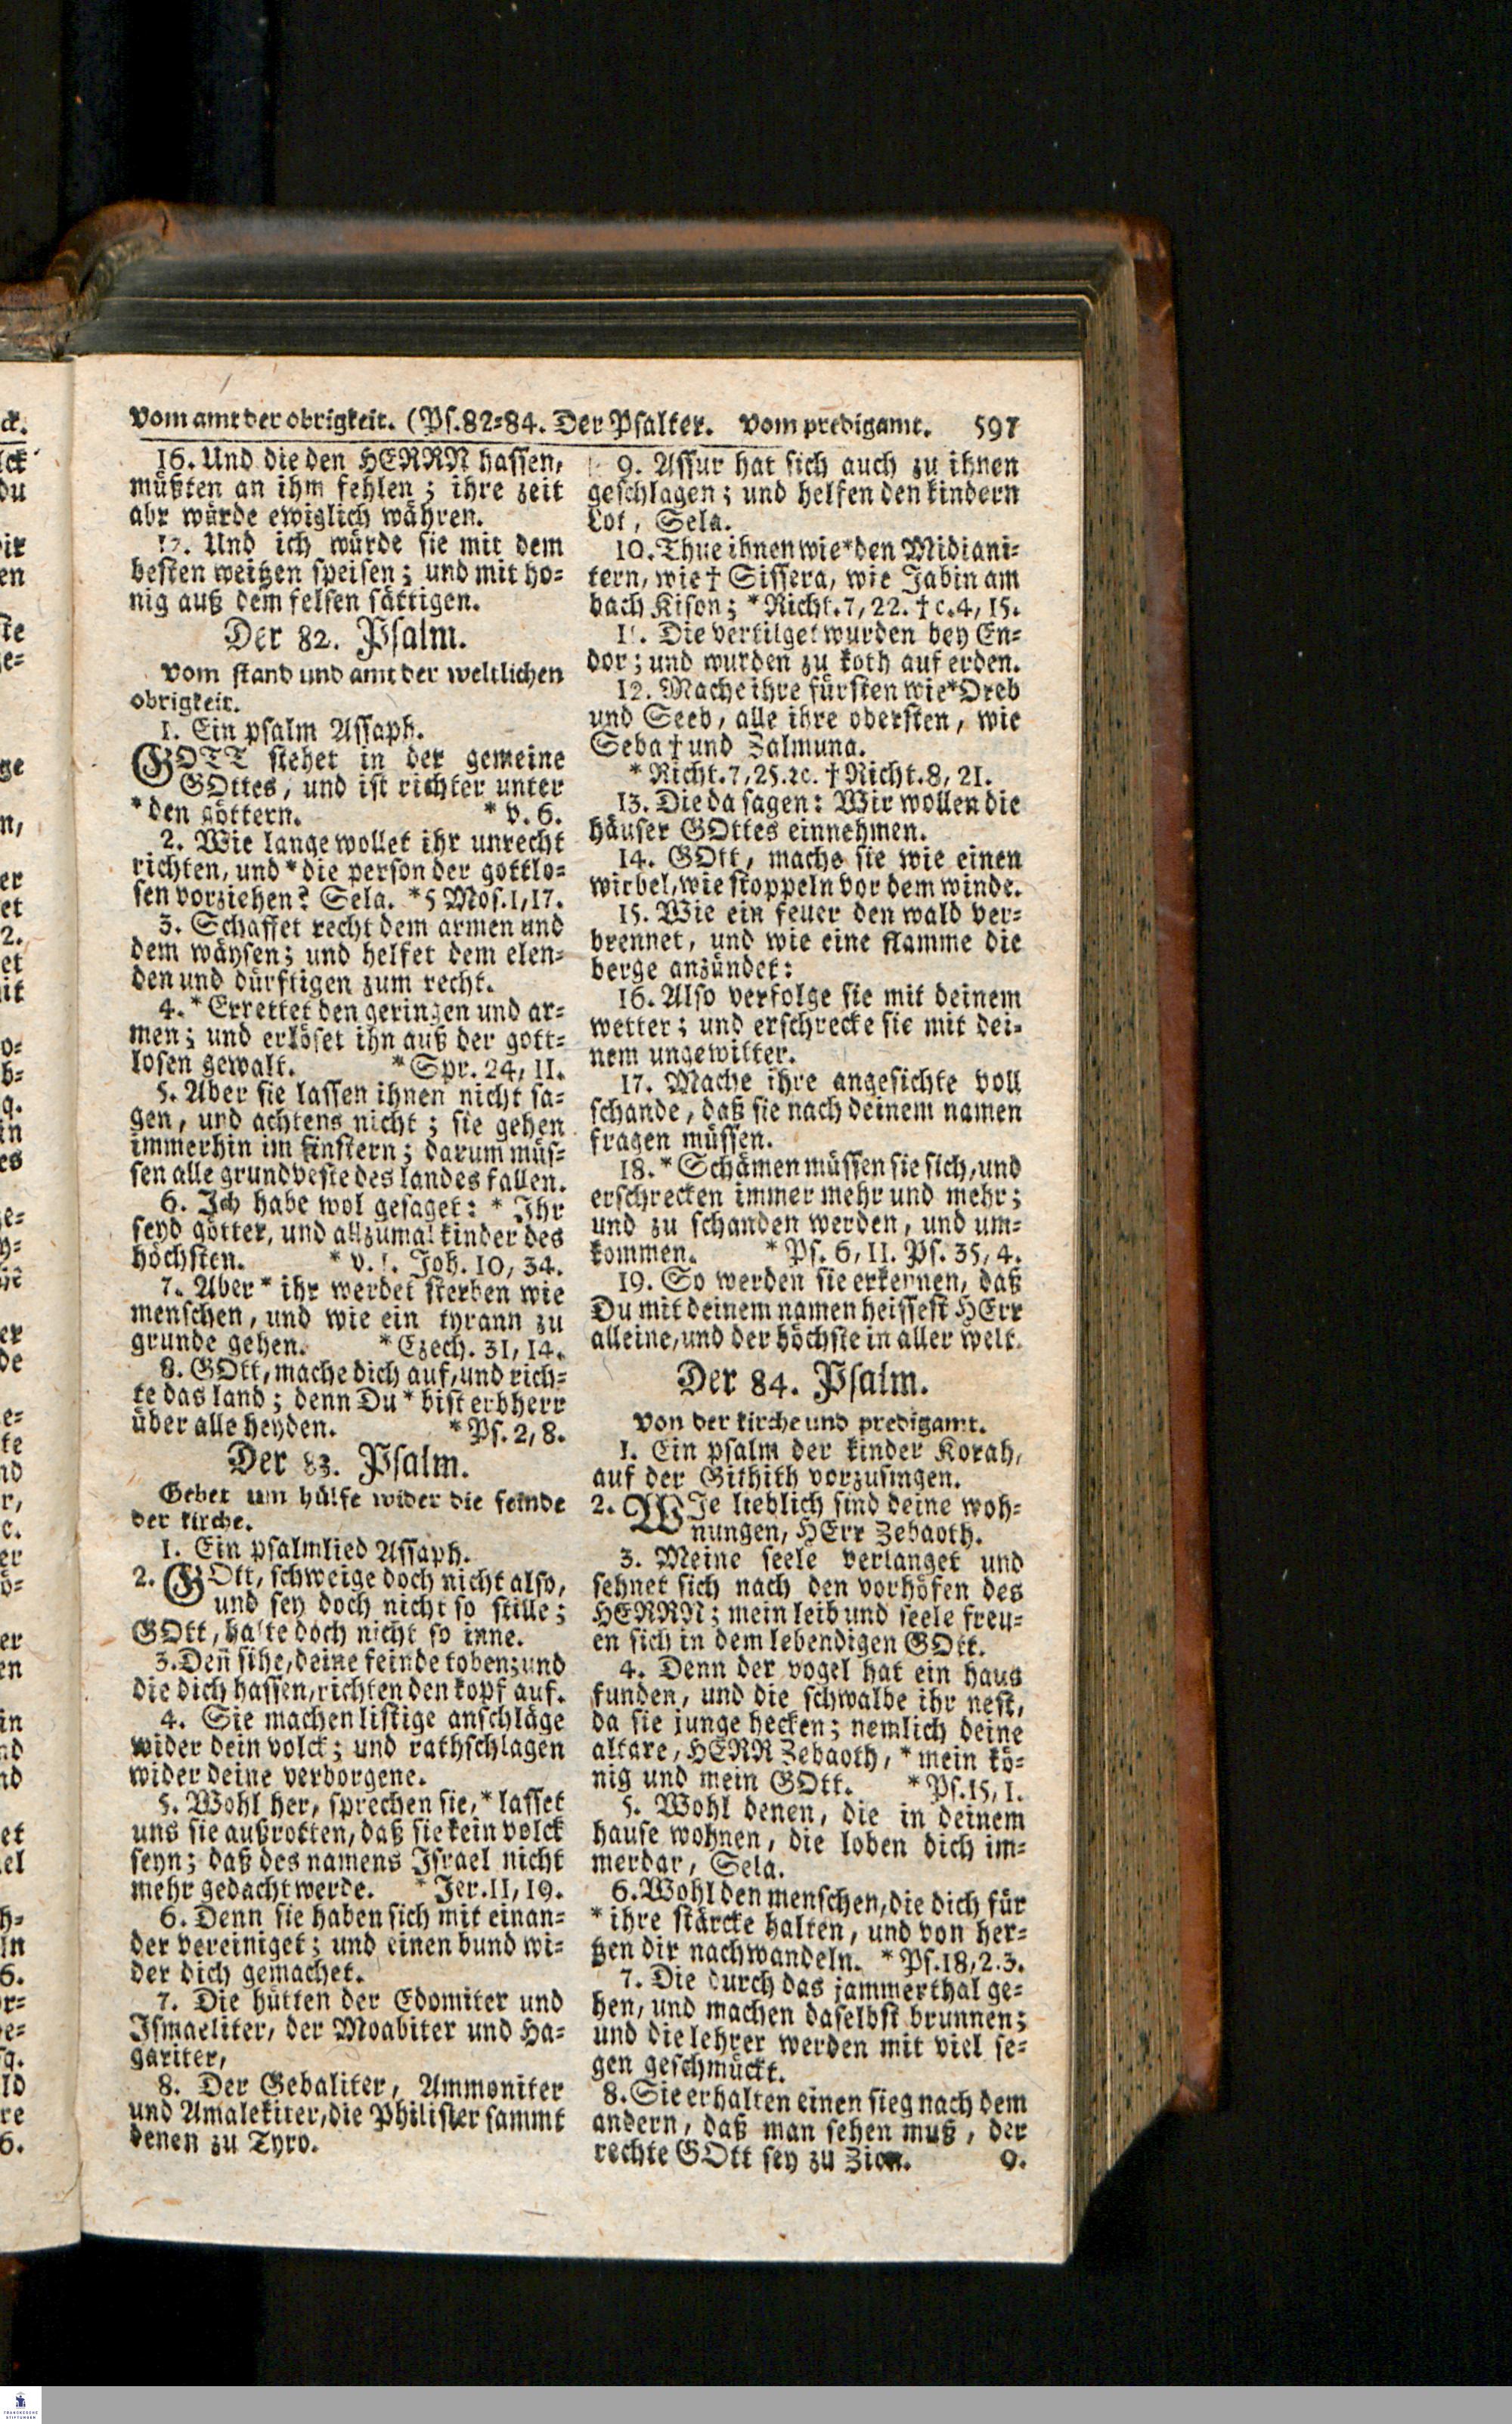 Vom amt der obrigkeit. (Ps. 82-84. Der Psalter. Vom predigamt. 597
16. Und die den HERRN hassen,
müßten an ihm fehlen; ihre zeit
abr würde ewiglich währen.
17. Und ich würde sie mit dem
besten weitzen speisen; und mit ho-
nig auß dem felsen sättigen.
Der 82. Psalm.
Vom stand und amt der weltlichen
obrigkeit.
1. Ein psalm Assaph.
GOTT stehet in der gemeine
GOttes, und ist richter unter
*den göttern. * v. 6.
2. Wie lange wollet ihr unrecht
richten, und *die person der gottlo-
sen vorziehen? Sela. *5 Mos. 1, 17.
3. Schaffet recht dem armen und
dem wäysen; und helfet dem elen-
den und dürftigen zum recht.
4. *Errettet den geringen und ar-
men; und erlöset ihn auß der gott-
losen gewalt. *Spr. 24, 11.
5. Aber sie lassen ihnen nicht sa-
gen, und achtens nicht; sie gehen
immerhin im finstern; darum müs-
sen alle grundveste des landes fallen.
6. Ich habe wol gesaget: * Ihr
seyd götter, und allzumal kinder des
höchsten. * v. 1. Joh. 10, 34.
7. Aber * ihr werdet sterben wie
menschen, und wie ein tyrann zu
grunde gehen. *Ezech. 31, 14.
8. GOtt, mache dich auf, und rich-
te das land; denn Du * bist erbherr
über alle heyden. *Ps. 2, 8.
Der 83. Psalm.
Gebet um hülfe wider die feinde
der kirche.
1. Ein psalmlied Assaph.
2. GOtt, schweige doch nicht also,
und sey doch nicht so stille;
GOtt, halte doch nicht so inne.
3. Deñ sihe, deine feinde toben; und
die dich hassen, richten den kopf auf.
4. Sie machen listige anschläge
wider dein volck; und rathschlagen
wider deine verborgene.
5. Wohl her, sprechen sie, * lasset
uns sie außrotten, daß sie kein volck
seyn; daß des namens Israel nicht
mehr gedacht werde. *Jer. 11, 19.
6. Denn sie haben sich mit einan-
der vereiniget; und einen bund wi-
der dich gemachet.
7. Die hütten der Edomiter und
Ismaeliter, der Moabiter und Ha-
gariter,
8. Der Gebaliter, Ammoniter
und Amalekiter, die Philister sammt
denen zu Tyro.
9. Assur hat sich auch zu ihnen
geschlagen; und helfen den kindern
Lot, Sela.
10. Thue ihnen wie *den Midiani-
tern, wie † Sissera, wie Jabin am
bach Kison; *Richt. 7, 22. † c. 4, 15.
11. Die vertilget wurden bey En-
dor; und wurden zu koth auf erden.
12. Mache ihre fürsten wie *Oreb
und Seeb, alle ihre obersten, wie
Seba † und Zalmuna.
*Richt. 7, 25. ꝛc. † Richt. 8, 21.
13. Die da sagen: Wir wollen die
häuser GOttes einnehmen.
14. GOtt, mache sie wie einen
wirbel, wie stoppeln vor dem winde.
15. Wie ein feuer den wald ver-
brennet, und wie eine flamme die
berge anzündet:
16. Also verfolge sie mit deinem
wetter; und erschrecke sie mit dei-
nem ungewitter.
17. Mache ihre angesichte voll
schande, daß sie nach deinem namen
fragen müssen.
18. *Schämen müssen sie sich, und
erschrecken immer mehr und mehr;
und zu schanden werden, und um-
kommen. *Ps. 6, 11. Ps. 35, 4.
19. So werden sie erkennen, daß
Du mit deinem namen heissest HErr
alleine, und der höchste in aller welt.
Der 84. Psalm.
Von der kirche und predigamt.
1. Ein psalm der kinder Korah,
auf der Githith vorzusingen.
2. WJe lieblich sind deine woh-
nungen, HErr Zebaoth.
3. Meine seele verlanget und
sehnet sich nach den vorhöfen des
HERRN; mein leib und seele freu-
en sich in dem lebendigen GOtt.
4. Denn der vogel hat ein haus
funden, und die schwalbe ihr nest,
da sie junge hecken; nemlich deine
altare, HERR Zebaoth, * mein kö-
nig und mein GOtt. *Ps. 15, 1.
5. Wohl denen, die in deinem
hause wohnen, die loben dich im-
merdar, Sela.
6. Wohl den menschen, die dich für
*ihre stärcke halten, und von her-
tzen dir nachwandeln. *Ps. 18, 2. 3.
7. Die durch das jammerthal ge-
hen, und machen daselbst brunnen;
und die lehrer werden mit viel se-
gen geschmückt.
8. Sie erhalten einen sieg nach dem
andern, daß man sehen muß, der
rechte GOtt sey zu Zion. 9.
FRANCKESCHE
STIFTUNGEN